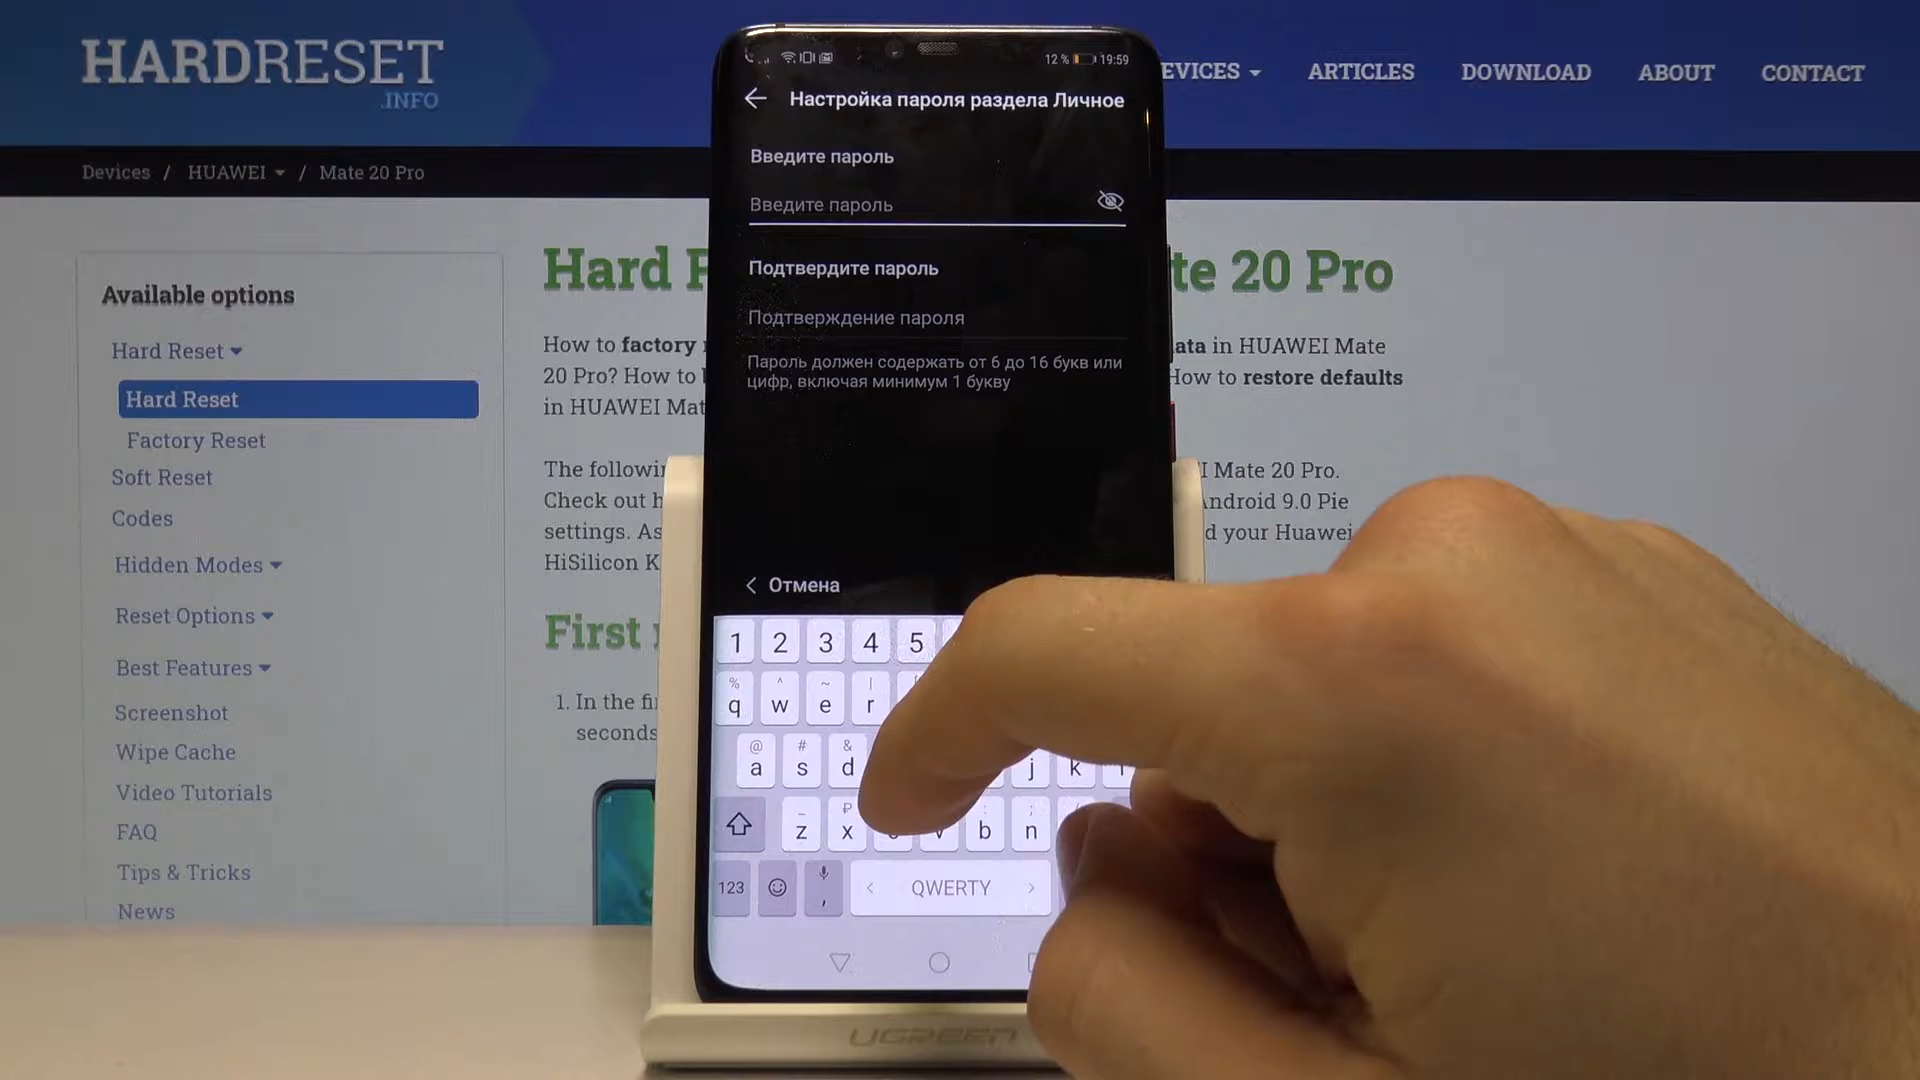 HARDRESET
.INFO
EVICES
ARTICLES
DOWNLOAD
ABOUT
CONTACT
Devices / HUAWEI / Mate 20 Pro
Available options
Hard Reset
Hard Reset
Factory Reset
Soft Reset
Codes
Hidden Modes
Reset Options
Best Features
Screenshot
Wipe Cache
Video Tutorials
FAQ
Tips & Tricks
News
Hard
te 20 Pro
How to factory
ata in HUAWEI Mate
20 Pro? How to
How to restore defaults
in HUAWEI Mat
The followin
I Mate 20 Pro.
Check out h
Android 9.0 Pie
settings. As
d your Huawei
HiSilicon K
First
1. In the fi
seconds
12 % 19:59
Настройка пароля раздела Личное
Введите пароль
Введите пароль
Подтвердите пароль
Подтверждение пароля
Пароль должен содержать от 6 до 16 букв или
цифр, включая минимум 1 букву
Отмена
1 2 3 4 5
% ^ ~ |
q w e r
@ # &
a s d j k
_ ₽ : ;
z x v b n
123 , QWERTY
UGREEN